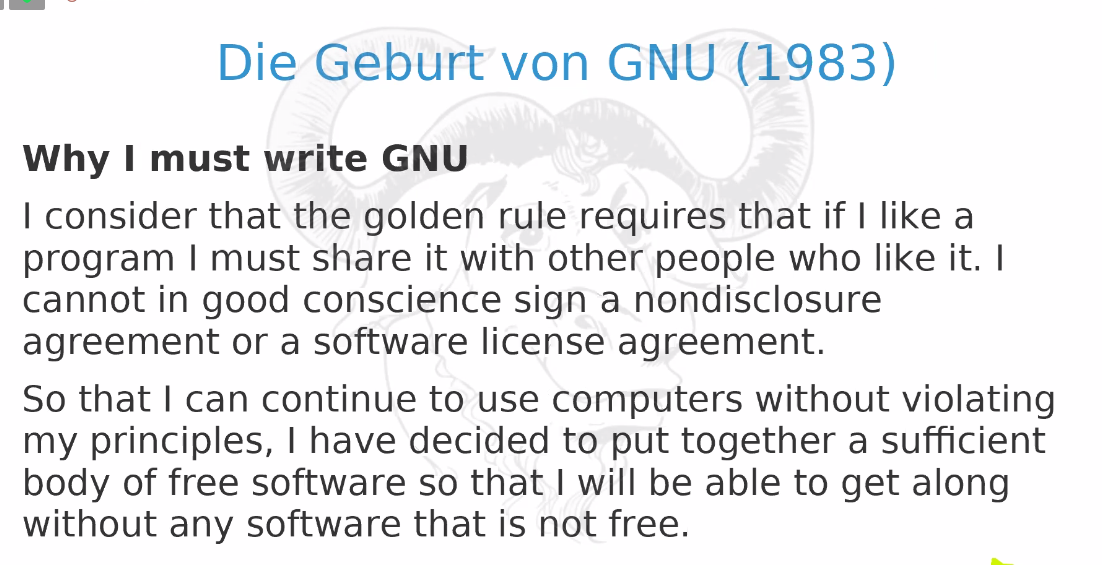 Die Geburt von GNU (1983)
Why I must write GNU
I consider that the golden rule requires that if I like a
program I must share it with other people who like it. I
cannot in good conscience sign a nondisclosure
agreement or a software license agreement.
So that I can continue to use computers without violating
my principles, I have decided to put together a sufficient
body of free software so that I will be able to get along
without any software that is not free.